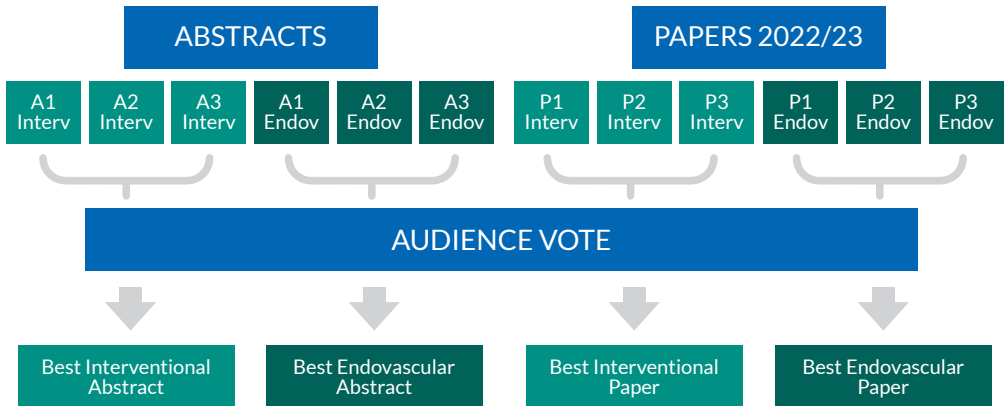 ABSTRACTS
PAPERS 2022/23
A1
Interv
A2
Interv
A3
Interv
A1
Endov
A2
Endov
A3
Endov
P1
Interv
P2
Interv
P3
Interv
P1
Endov
P2
Endov
P3
Endov
AUDIENCE VOTE
Best Interventional
Abstract
Best Endovascular
Abstract
Best Interventional
Paper
Best Endovascular
Paper